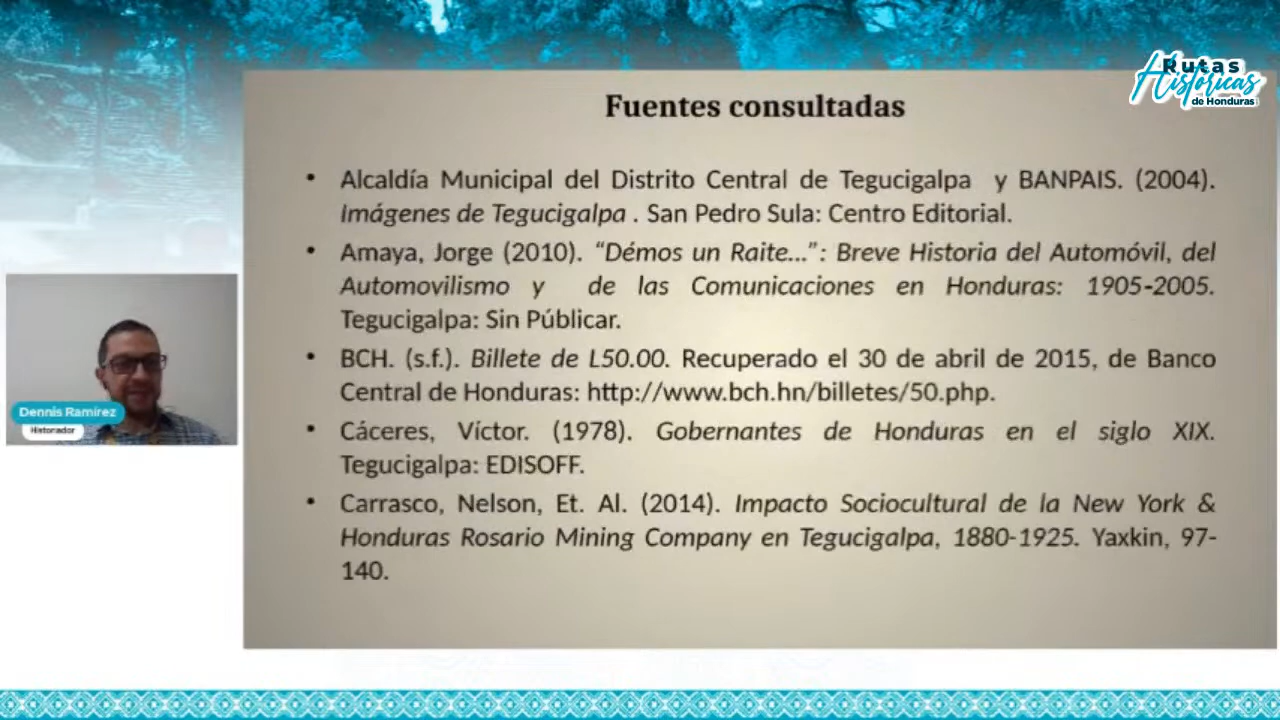 Rutas
Históricas
de Honduras
Fuentes consultadas
• Alcaldía Municipal del Distrito Central de Tegucigalpa y BANPAIS. (2004).
Imágenes de Tegucigalpa . San Pedro Sula: Centro Editorial.
• Amaya, Jorge (2010). “Démos un Raite...”: Breve Historia del Automóvil, del
Automovilismo y de las Comunicaciones en Honduras: 1905-2005.
Tegucigalpa: Sin Públicar.
• BCH. (s.f.). Billete de L50.00. Recuperado el 30 de abril de 2015, de Banco
Central de Honduras: http://www.bch.hn/billetes/50.php.
• Cáceres, Víctor. (1978). Gobernantes de Honduras en el siglo XIX.
Tegucigalpa: EDISOFF.
• Carrasco, Nelson, Et. Al. (2014). Impacto Sociocultural de la New York &
Honduras Rosario Mining Company en Tegucigalpa, 1880-1925. Yaxkin, 97-
140.
Dennis Ramírez
Historiador